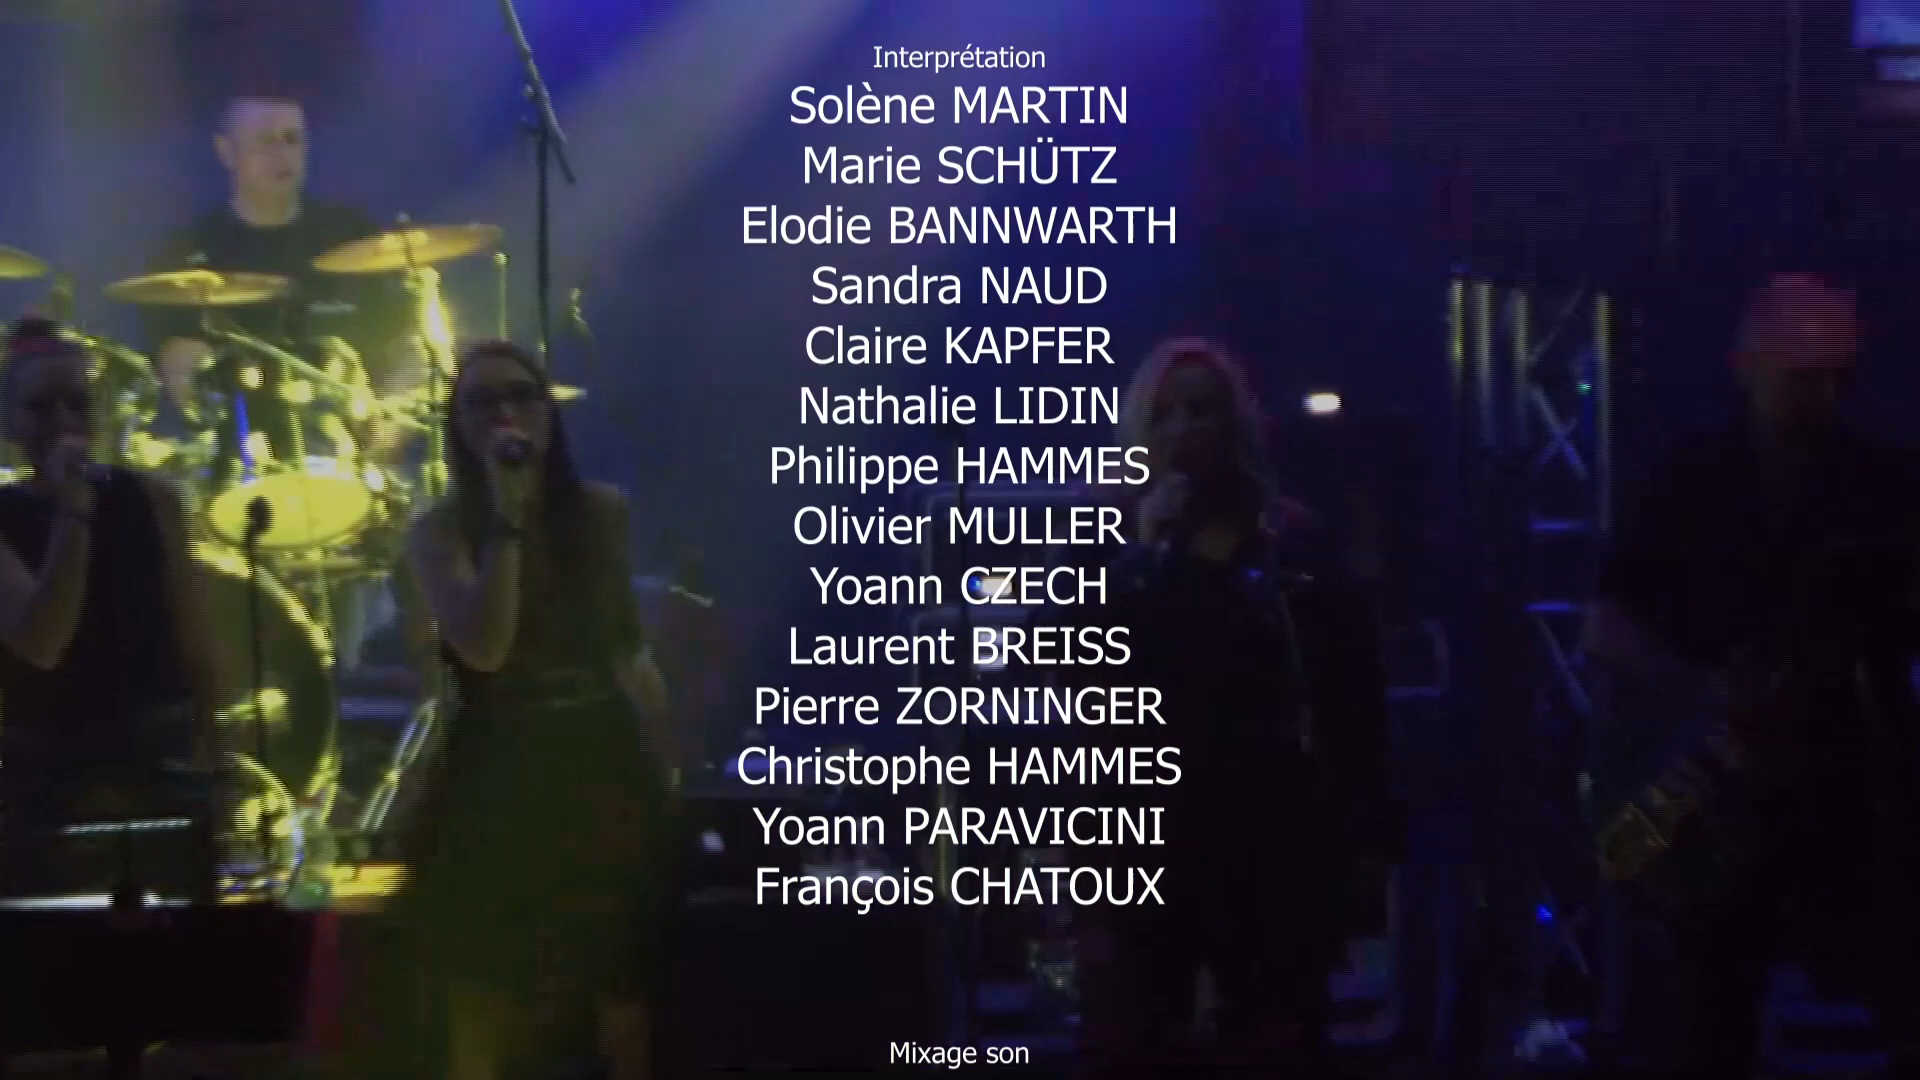 Interprétation
Solène MARTIN
Marie SCHÜTZ
Elodie BANNWARTH
Sandra NAUD
Claire KAPFER
Nathalie LIDIN
Philippe HAMMES
Olivier MULLER
Yoann CZECH
Laurent BREISS
Pierre ZORNINGER
Christophe HAMMES
Yoann PARAVICINI
François CHATOUX
Mixage son